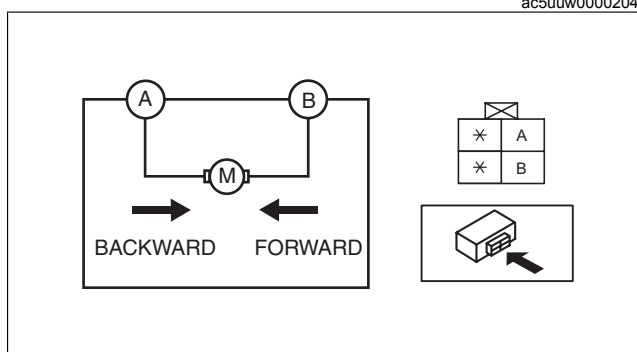 ac5uuw0000204
A B
M
BACKWARD FORWARD
* A
* B